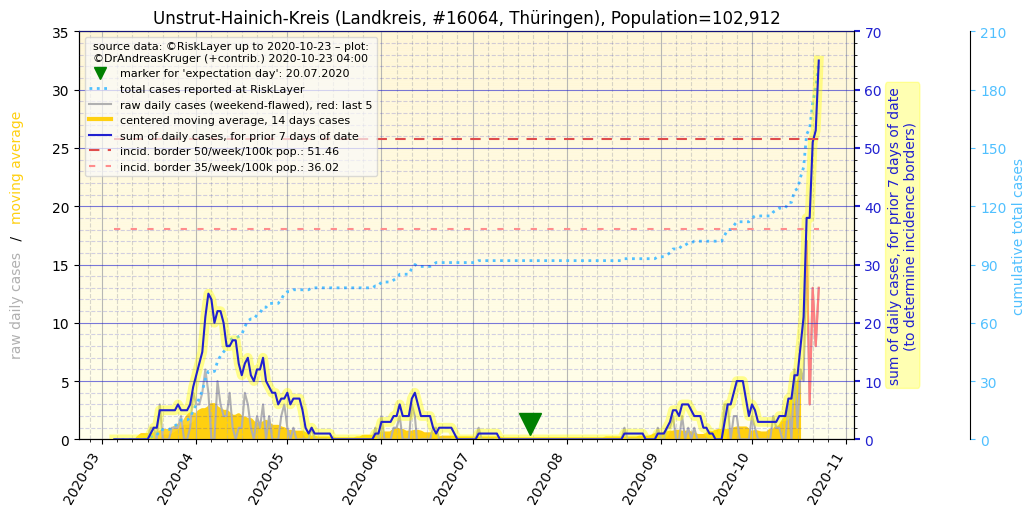 Unstrut-Hainich-Kreis (Landkreis, #16064, Thüringen), Population=102,912
source data: ©RiskLayer up to 2020-10-23 – plot:
©DrAndreasKruger (+contrib.) 2020-10-23 04:00
marker for 'expectation day': 20.07.2020
total cases reported at RiskLayer
raw daily cases (weekend-flawed), red: last 5
centered moving average, 14 days cases
sum of daily cases, for prior 7 days of date
incid. border 50/week/100k pop.: 51.46
incid. border 35/week/100k pop.: 36.02
raw daily cases / moving average
35
30
25
20
15
10
5
0
2020-03
2020-04
2020-05
2020-06
2020-07
2020-08
2020-09
2020-10
2020-11
70
60
50
40
30
20
10
0
sum of daily cases, for prior 7 days of date
(to determine incidence borders)
210
180
150
120
90
60
30
0
cumulative total cases